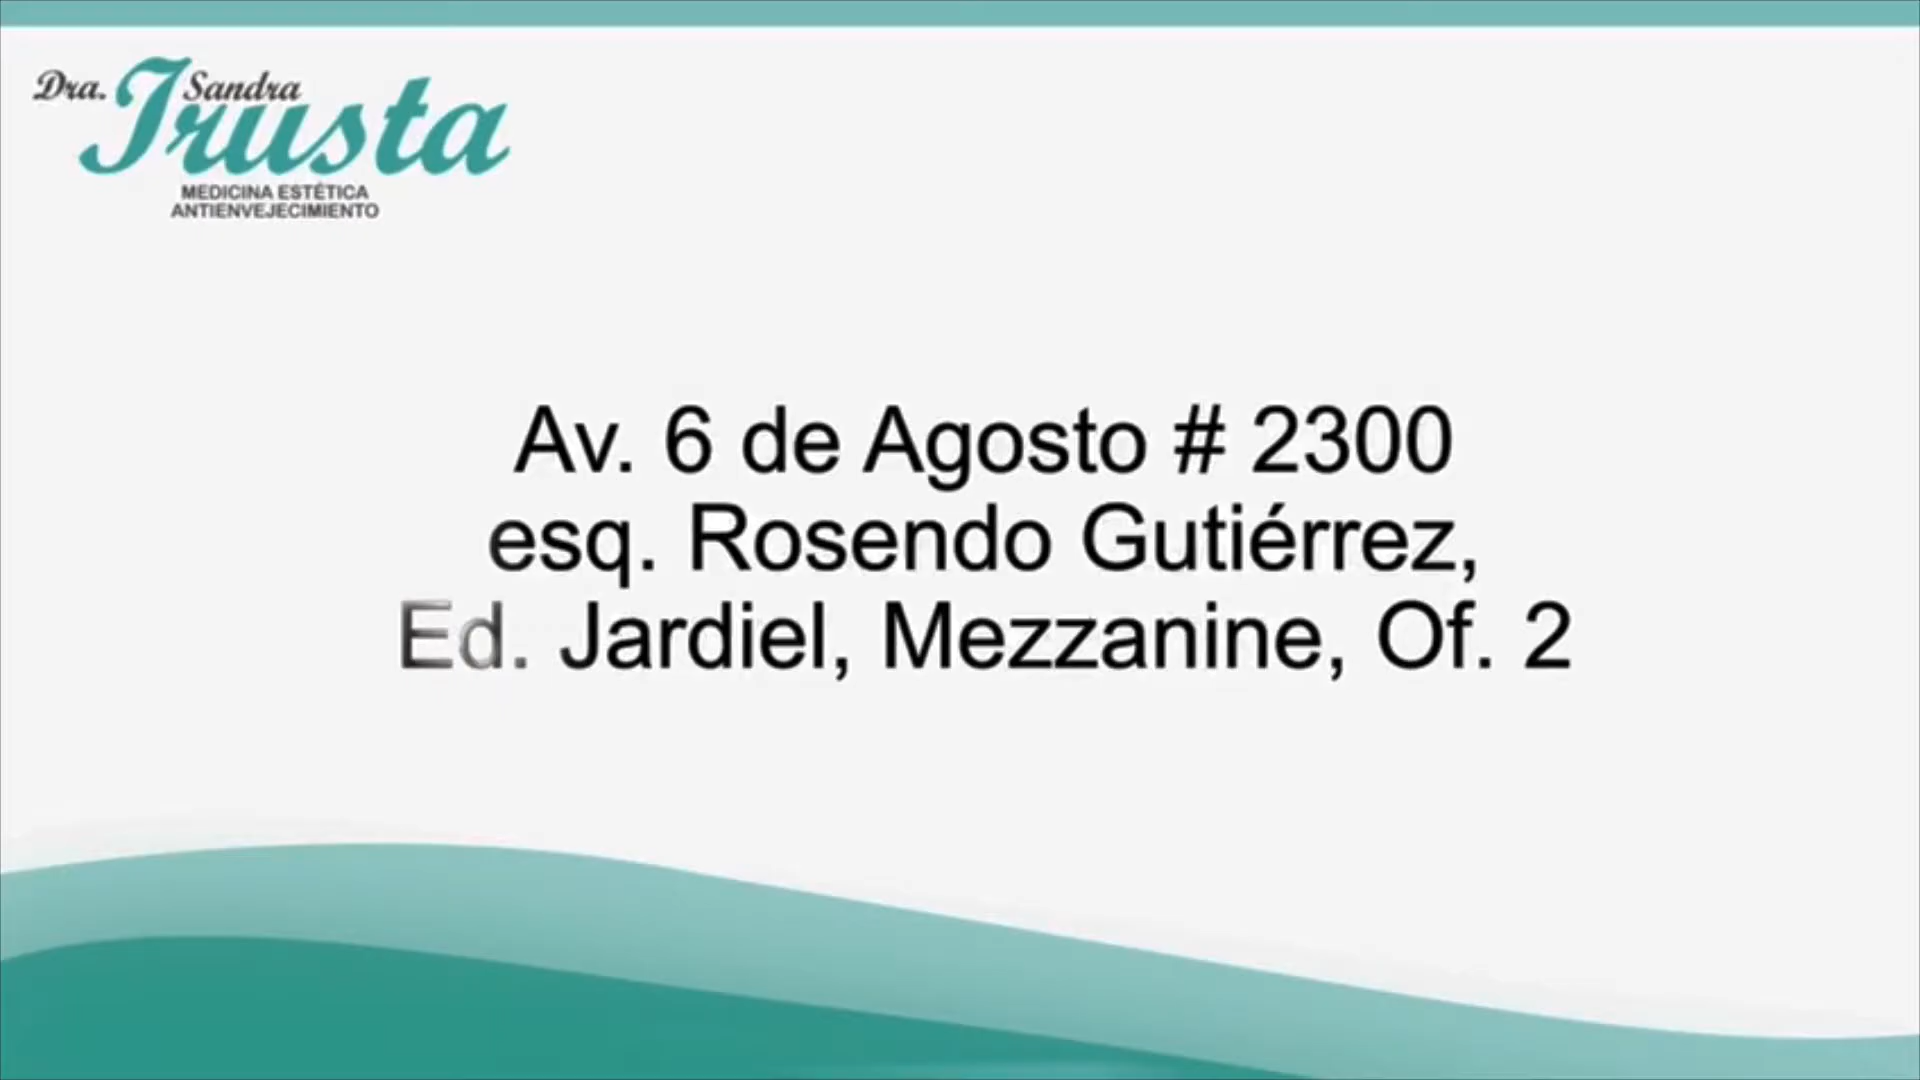 Dra. Sandra
Irusta
MEDICINA ESTÉTICA
ANTIENVEJECIMIENTO
Av. 6 de Agosto # 2300
esq. Rosendo Gutiérrez,
Ed. Jardiel, Mezzanine, Of. 2